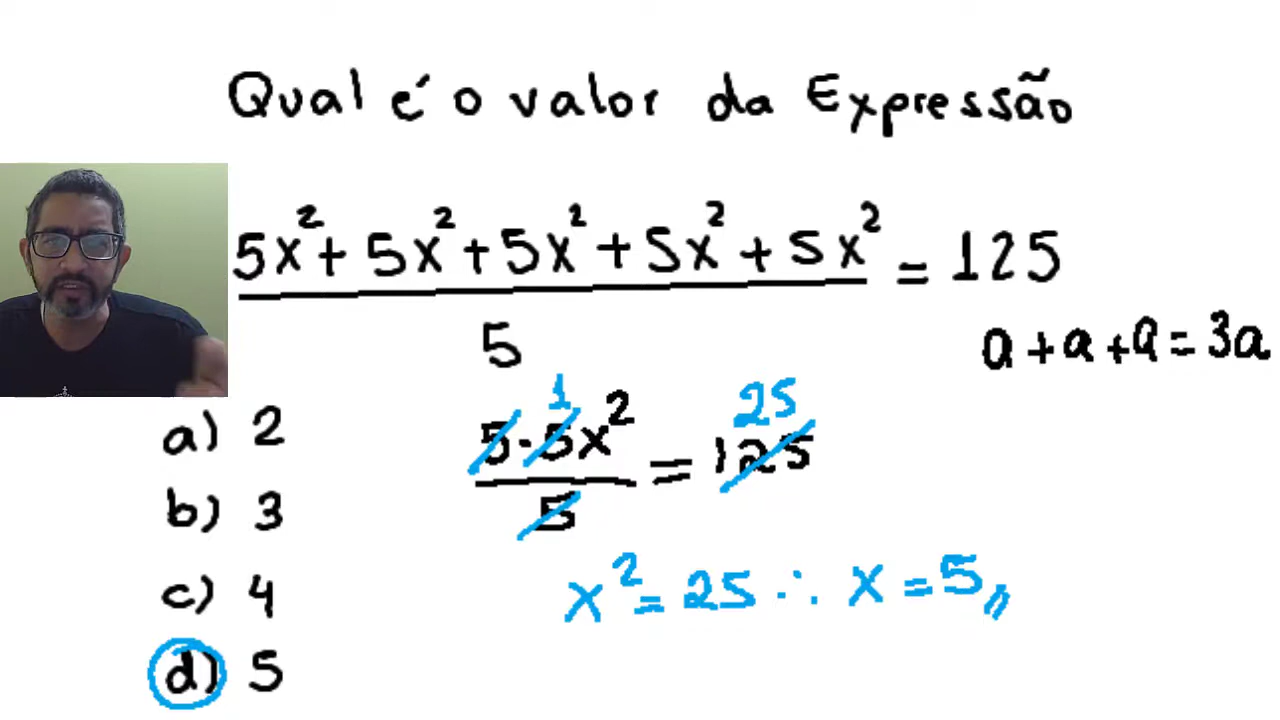 Qual é o valor da Expressão
5x² + 5x² + 5x² + 5x² + 5x² = 125
5
a + a + a = 3a
a) 2
b) 3
c) 4
d) 5
1 25
5 · 5x² = 125
5
x² = 25 ∴ x = 5,,